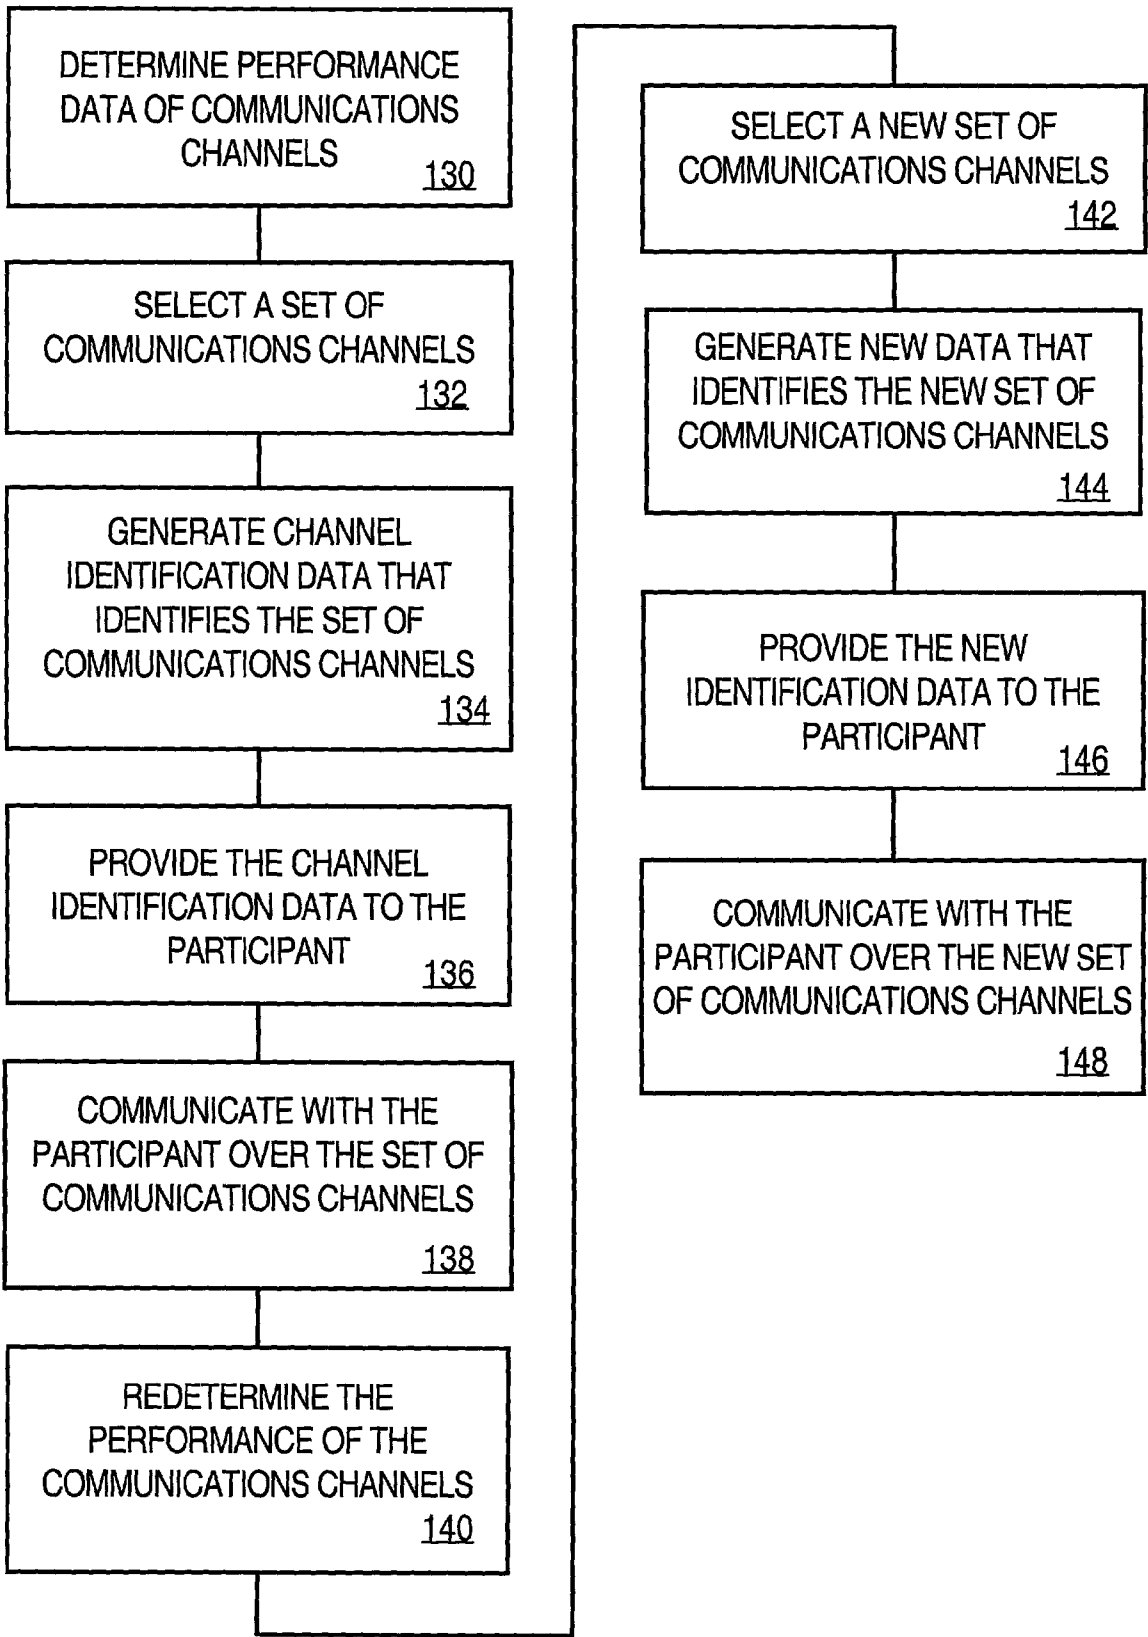 DETERMINE PERFORMANCE
DATA OF COMMUNICATIONS
CHANNELS
130
SELECT A SET OF
COMMUNICATIONS CHANNELS
132
GENERATE CHANNEL
IDENTIFICATION DATA THAT
IDENTIFIES THE SET OF
COMMUNICATIONS CHANNELS
134
PROVIDE THE CHANNEL
IDENTIFICATION DATA TO THE
PARTICIPANT
136
COMMUNICATE WITH THE
PARTICIPANT OVER THE SET OF
COMMUNICATIONS CHANNELS
138
REDETERMINE THE
PERFORMANCE OF THE
COMMUNICATIONS CHANNELS
140
SELECT A NEW SET OF
COMMUNICATIONS CHANNELS
142
GENERATE NEW DATA THAT
IDENTIFIES THE NEW SET OF
COMMUNICATIONS CHANNELS
144
PROVIDE THE NEW
IDENTIFICATION DATA TO THE
PARTICIPANT
146
COMMUNICATE WITH THE
PARTICIPANT OVER THE NEW SET
OF COMMUNICATIONS CHANNELS
148